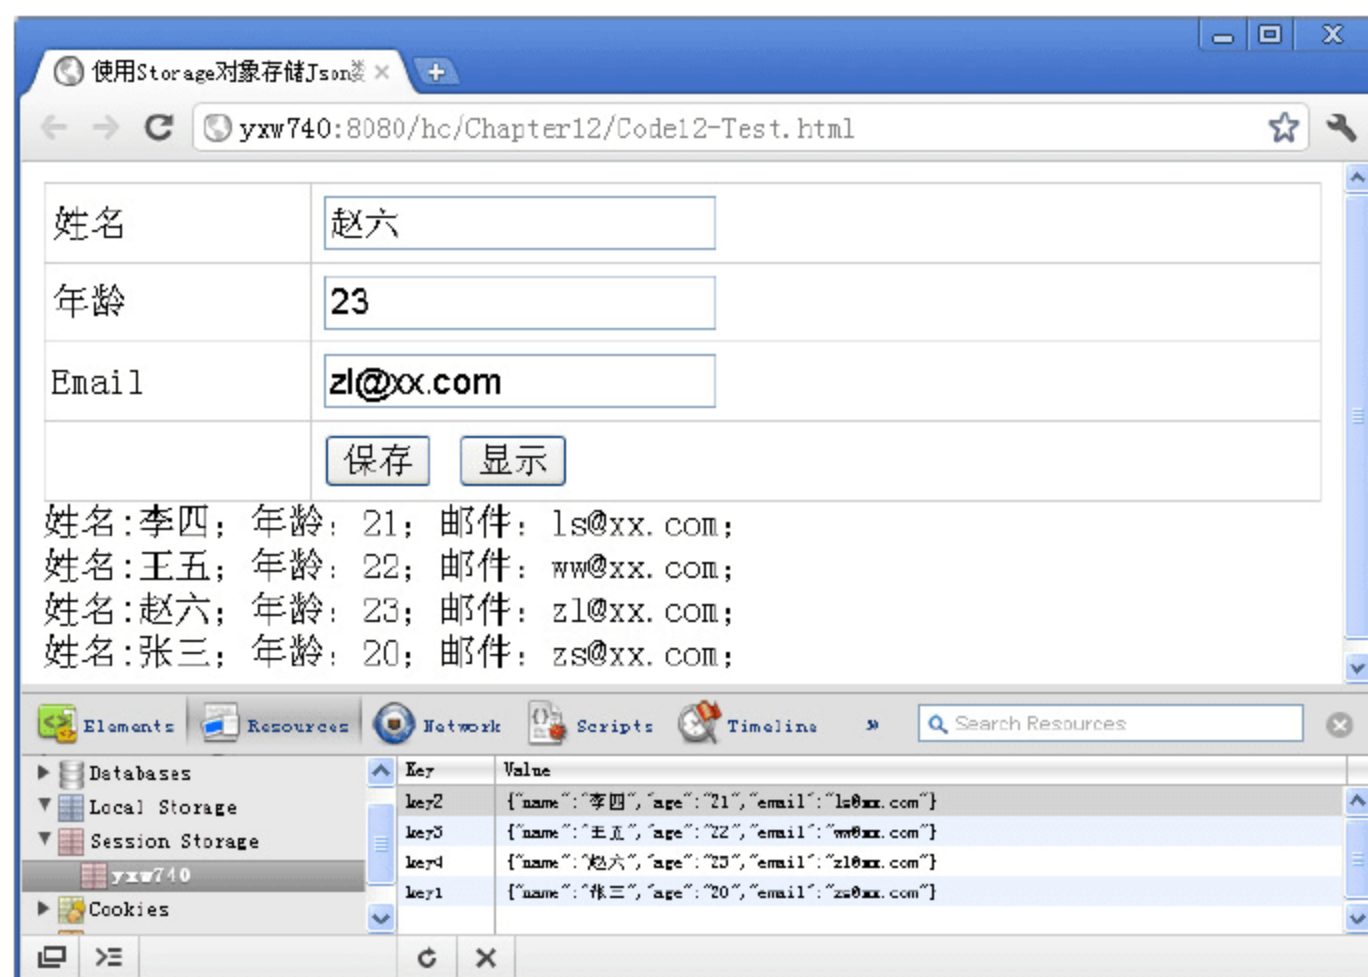 使用Storage对象存储Json类
yxw740:8080/hc/Chapter12/Code12-Test.html
姓名 赵六
年龄 23
Email zl@xx.com
保存 显示
姓名:李四; 年龄: 21; 邮件: ls@xx.com;
姓名:王五; 年龄: 22; 邮件: ww@xx.com;
姓名:赵六; 年龄: 23; 邮件: zl@xx.com;
姓名:张三; 年龄: 20; 邮件: zs@xx.com;
Elements Resources Network Scripts Timeline » Search Resources
Databases
Local Storage
Session Storage
yxw740
Cookies
Key Value
key2 {"name":"李四","age":"21","email":"ls@xx.com"}
key3 {"name":"王五","age":"22","email":"ww@xx.com"}
key4 {"name":"赵六","age":"23","email":"zl@xx.com"}
key1 {"name":"张三","age":"20","email":"zs@xx.com"}